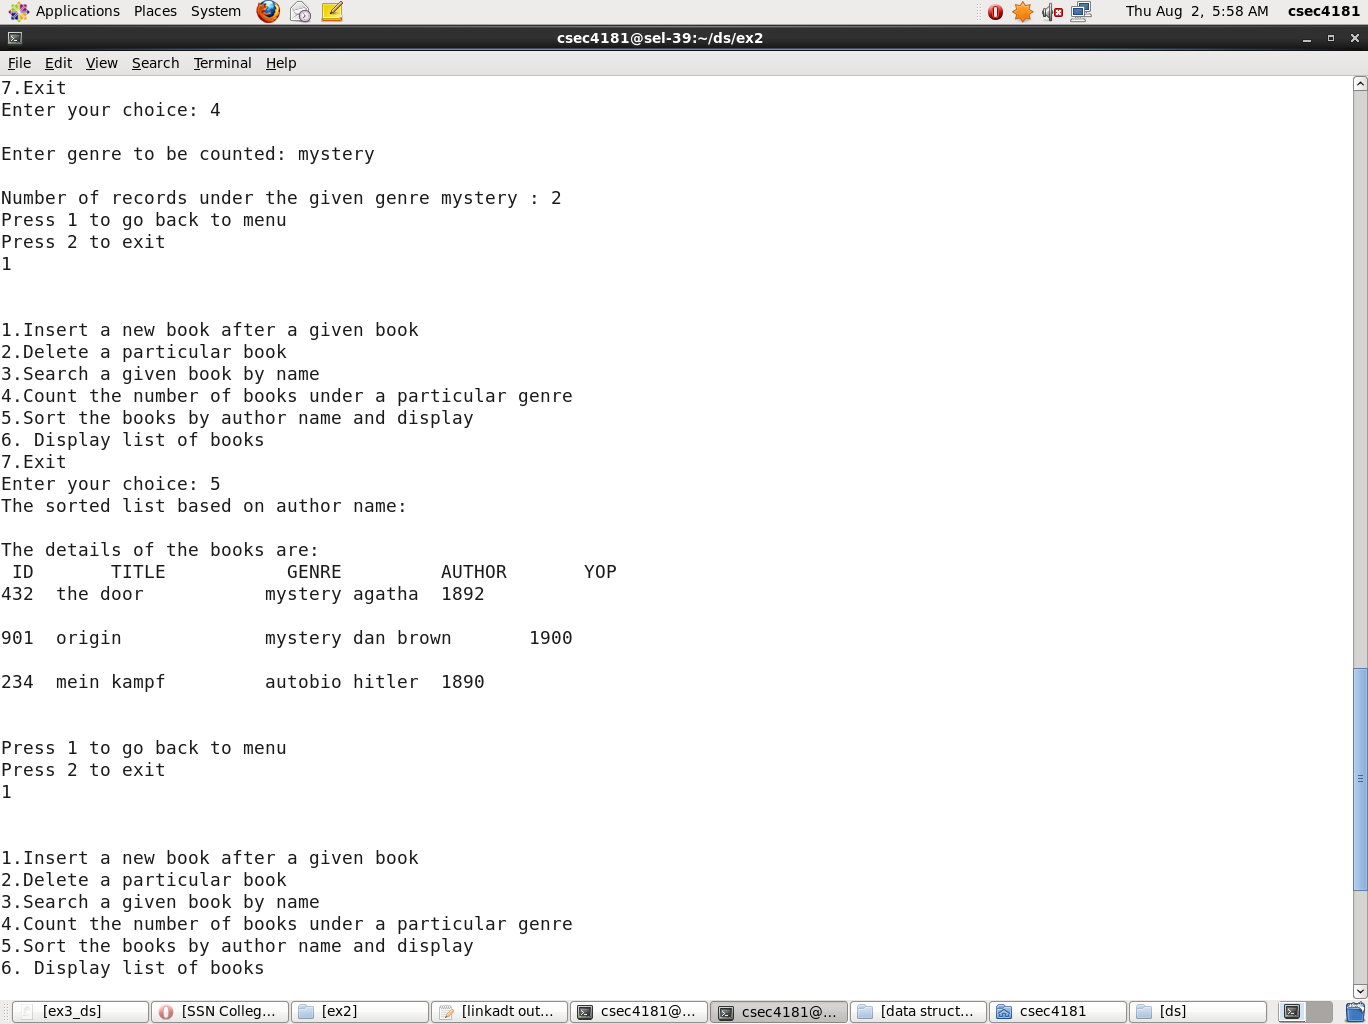 Applications Places System Thu Aug 2, 5:58 AM csec4181
csec4181@sel-39:~/ds/ex2
File Edit View Search Terminal Help
7.Exit
Enter your choice: 4
Enter genre to be counted: mystery
Number of records under the given genre mystery : 2
Press 1 to go back to menu
Press 2 to exit
1
1.Insert a new book after a given book
2.Delete a particular book
3.Search a given book by name
4.Count the number of books under a particular genre
5.Sort the books by author name and display
6. Display list of books
7.Exit
Enter your choice: 5
The sorted list based on author name:
The details of the books are:
ID TITLE GENRE AUTHOR YOP
432 the door mystery agatha 1892
901 origin mystery dan brown 1900
234 mein kampf autobio hitler 1890
Press 1 to go back to menu
Press 2 to exit
1
1.Insert a new book after a given book
2.Delete a particular book
3.Search a given book by name
4.Count the number of books under a particular genre
5.Sort the books by author name and display
6. Display list of books
[ex3_ds] [SSN Colleg... [ex2] [linkadt out... csec4181@... csec4181@... [data struct... csec4181 [ds]